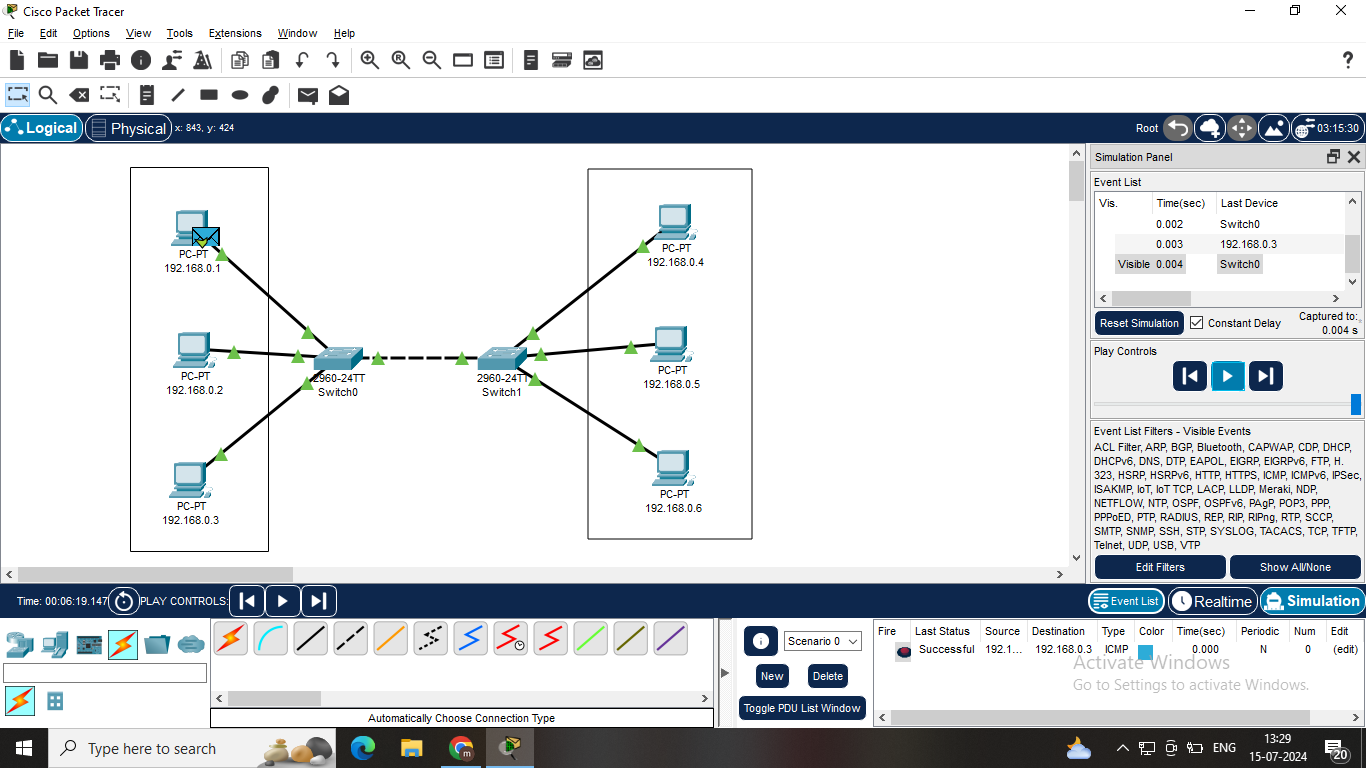 Cisco Packet Tracer
File Edit Options View Tools Extensions Window Help
?
Logical Physical x: 843, y: 424 Root 03:15:30
PC-PT
192.168.0.1
PC-PT
192.168.0.2
PC-PT
192.168.0.3
2960-24TT
Switch0
2960-24TT
Switch1
PC-PT
192.168.0.4
PC-PT
192.168.0.5
PC-PT
192.168.0.6
Simulation Panel
Event List
Vis. Time(sec) Last Device
0.002 Switch0
0.003 192.168.0.3
Visible 0.004 Switch0
Reset Simulation Constant Delay Captured to:
0.004 s
Play Controls
Event List Filters - Visible Events
ACL Filter, ARP, BGP, Bluetooth, CAPWAP, CDP, DHCP,
DHCPv6, DNS, DTP, EAPOL, EIGRP, EIGRPv6, FTP, H.
323, HSRP, HSRPv6, HTTP, HTTPS, ICMP, ICMPv6, IPSec,
ISAKMP, IoT, IoT TCP, LACP, LLDP, Meraki, NDP,
NETFLOW, NTP, OSPF, OSPFv6, PAgP, POP3, PPP,
PPPoED, PTP, RADIUS, REP, RIP, RIPng, RTP, SCCP,
SMTP, SNMP, SSH, STP, SYSLOG, TACACS, TCP, TFTP,
Telnet, UDP, USB, VTP
Edit Filters Show All/None
Time: 00:06:19.147 PLAY CONTROLS: Event List Realtime Simulation
Automatically Choose Connection Type
Scenario 0
New Delete
Toggle PDU List Window
Fire Last Status Source Destination Type Color Time(sec) Periodic Num Edit
Successful 192.1... 192.168.0.3 ICMP 0.000 N 0 (edit)
Activate Windows
Go to Settings to activate Windows.
Type here to search
m
ENG
13:29
15-07-2024
20